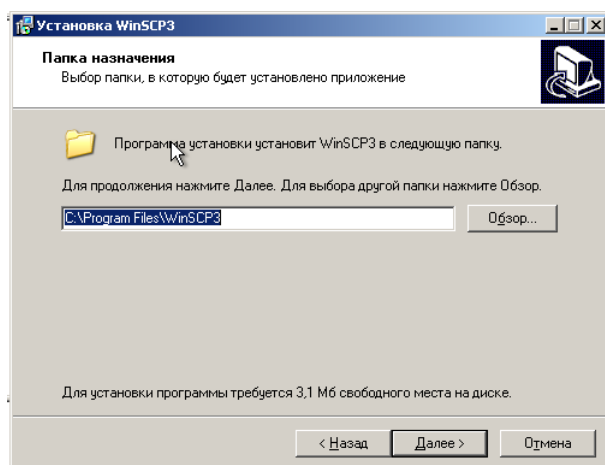 Установка WinSCP3
Папка назначения
Выбор папки, в которую будет установлено приложение
Программа установки установит WinSCP3 в следующую папку.
Для продолжения нажмите Далее. Для выбора другой папки нажмите Обзор.
C:\Program Files\WinSCP3
Обзор...
Для установки программы требуется 3,1 Мб свободного места на диске.
< Назад
Далее >
Отмена